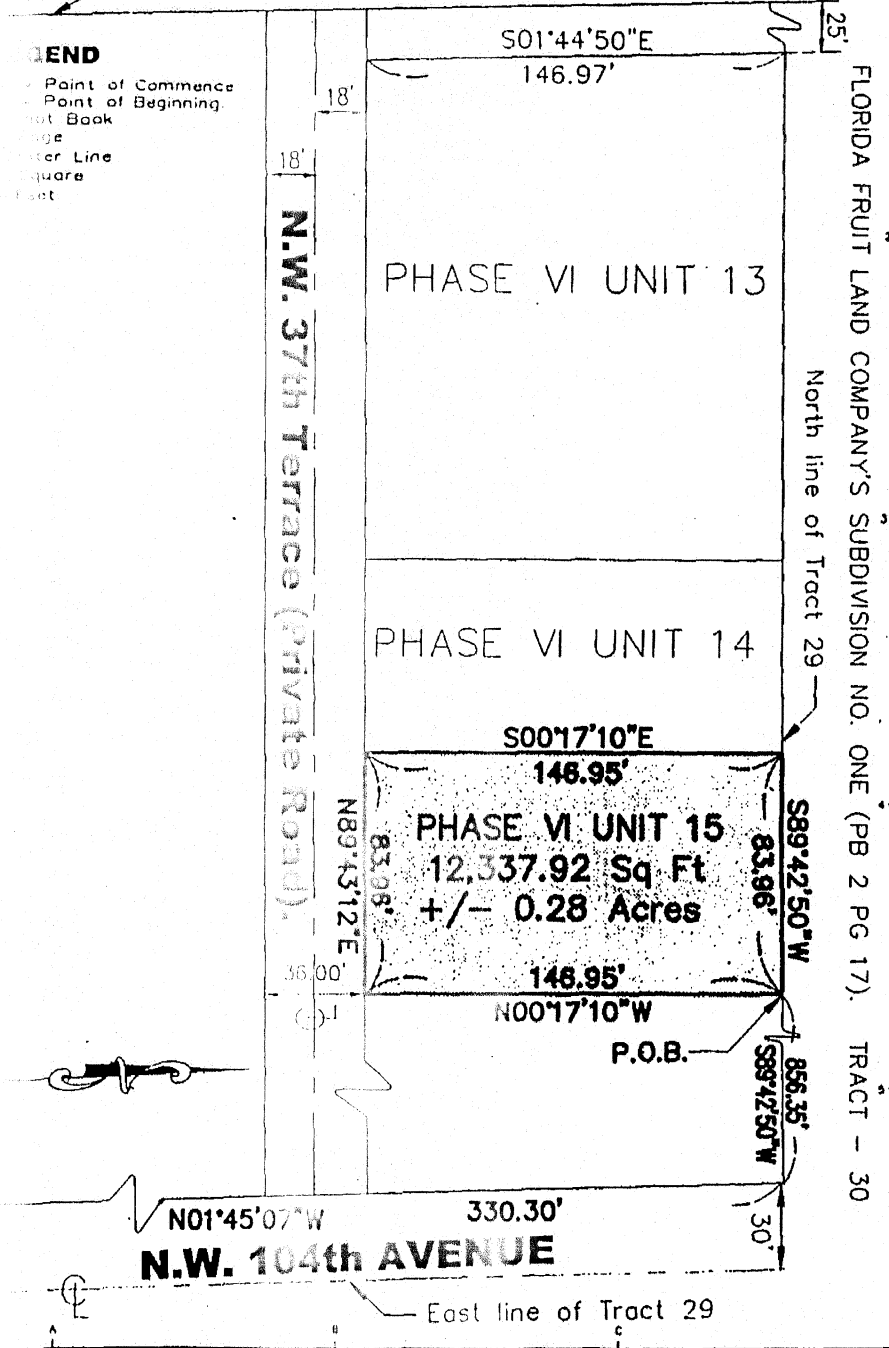 25'
S01°44'50"E
146.97'
END
Point of Commence
Point of Beginning.
Book
ter Line
quare
18'
18'
FLORIDA FRUIT LAND COMPANY'S SUBDIVISION NO. ONE (PB 2 PG 17). TRACT - 30
N.W. 37th Terrace (Private Road).
PHASE VI UNIT 13
North line of Tract 29
PHASE VI UNIT 14
S00°17'10"E
146.95'
N89°43'12"E
83.96'
PHASE VI UNIT 15
12,337.92 Sq Ft
+/- 0.28 Acres
83.96'
S89°42'50"W
36.00'
146.95'
N00°17'10"W
P.O.B.
856.35'
S89°42'50"W
N01°45'07"W
330.30'
30'
N.W. 104th AVENUE
CL
East line of Tract 29
A
B
C